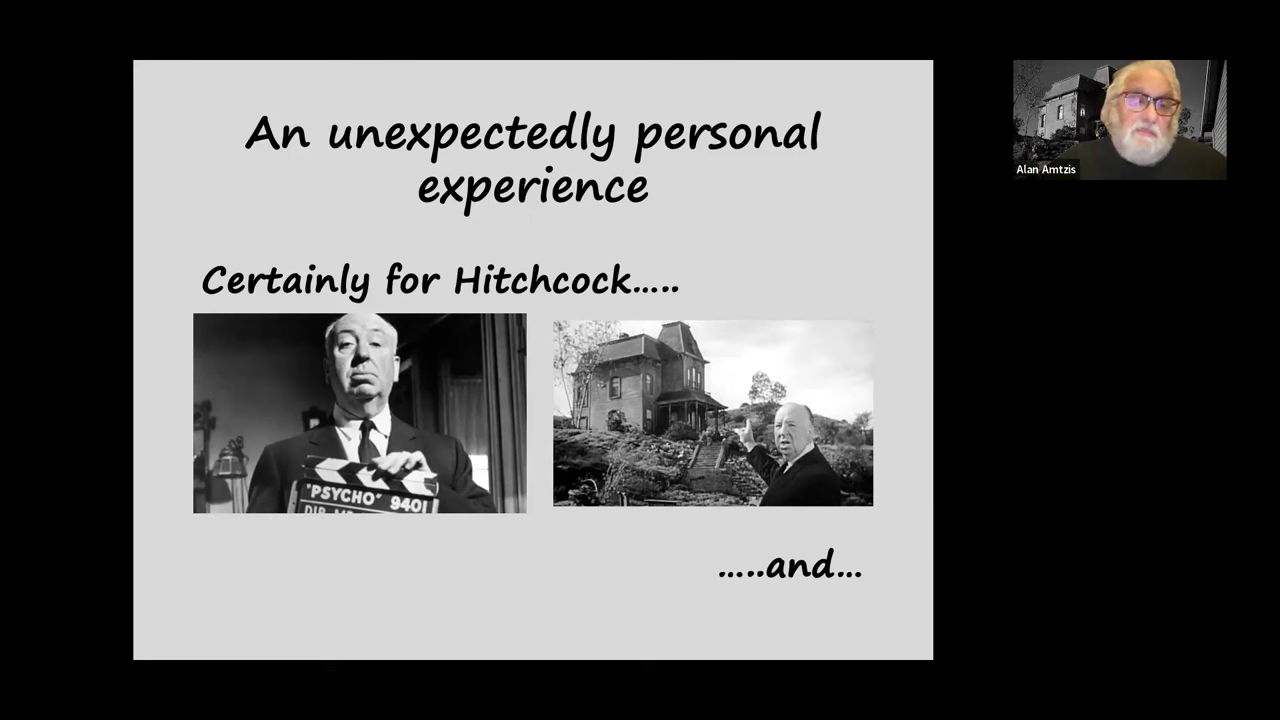 An unexpectedly personal
experience
Certainly for Hitchcock.....
"PSYCHO" 9401
.....and...
Alan Amtzis